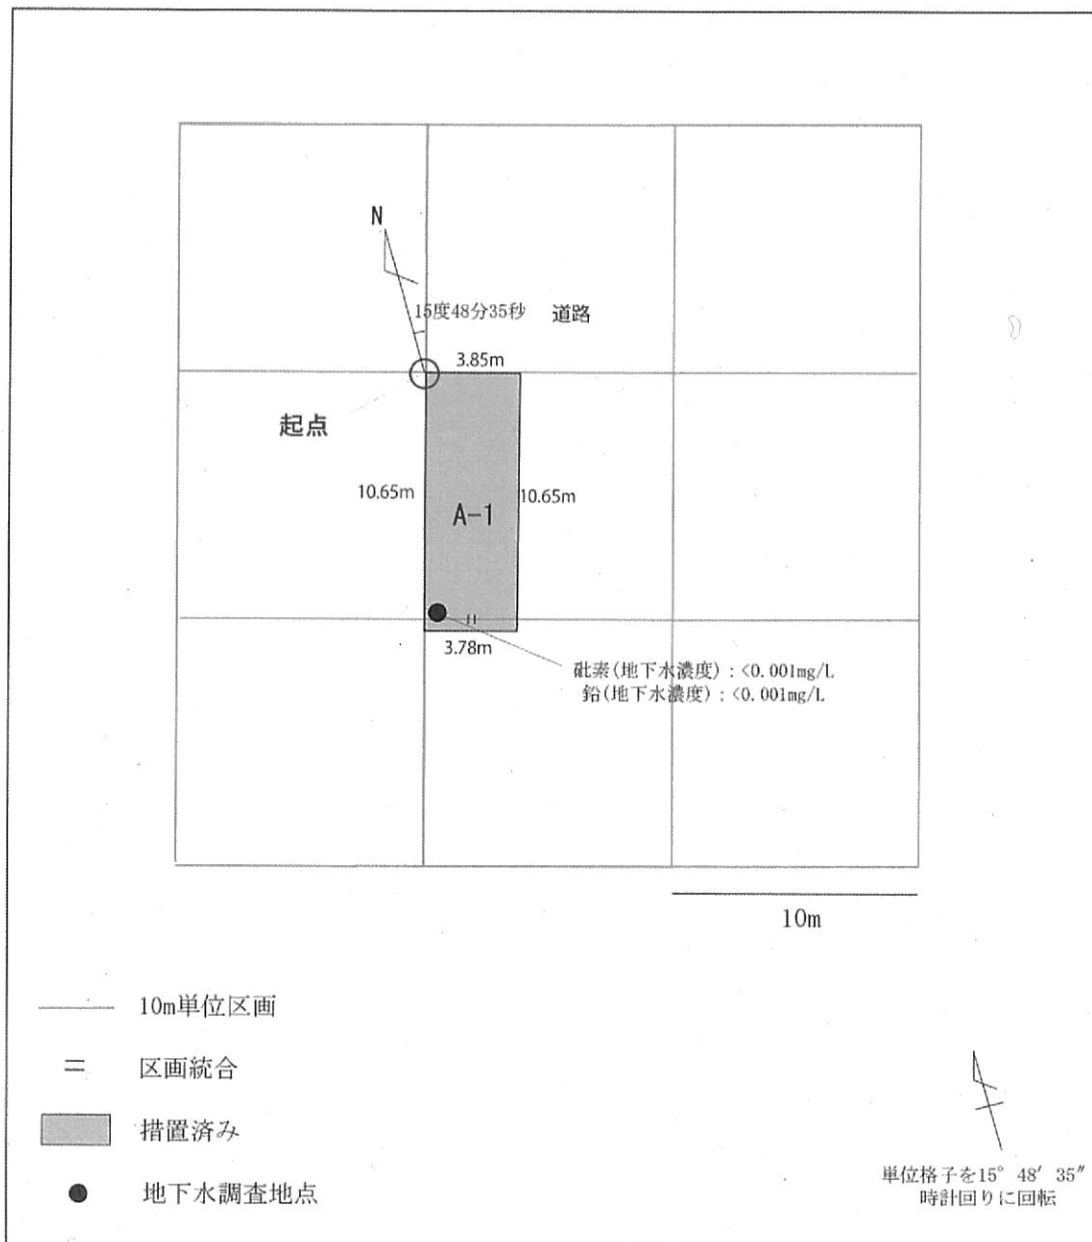 N
15度48分35秒 道路
3.85m
起点
10.65m
10.65m
A-1
3.78m
砒素(地下水濃度):<0.001mg/L
鉛(地下水濃度):<0.001mg/L
10m
10m単位区画
区画統合
措置済み
地下水調査地点
単位格子を15°48′35″
時計回りに回転